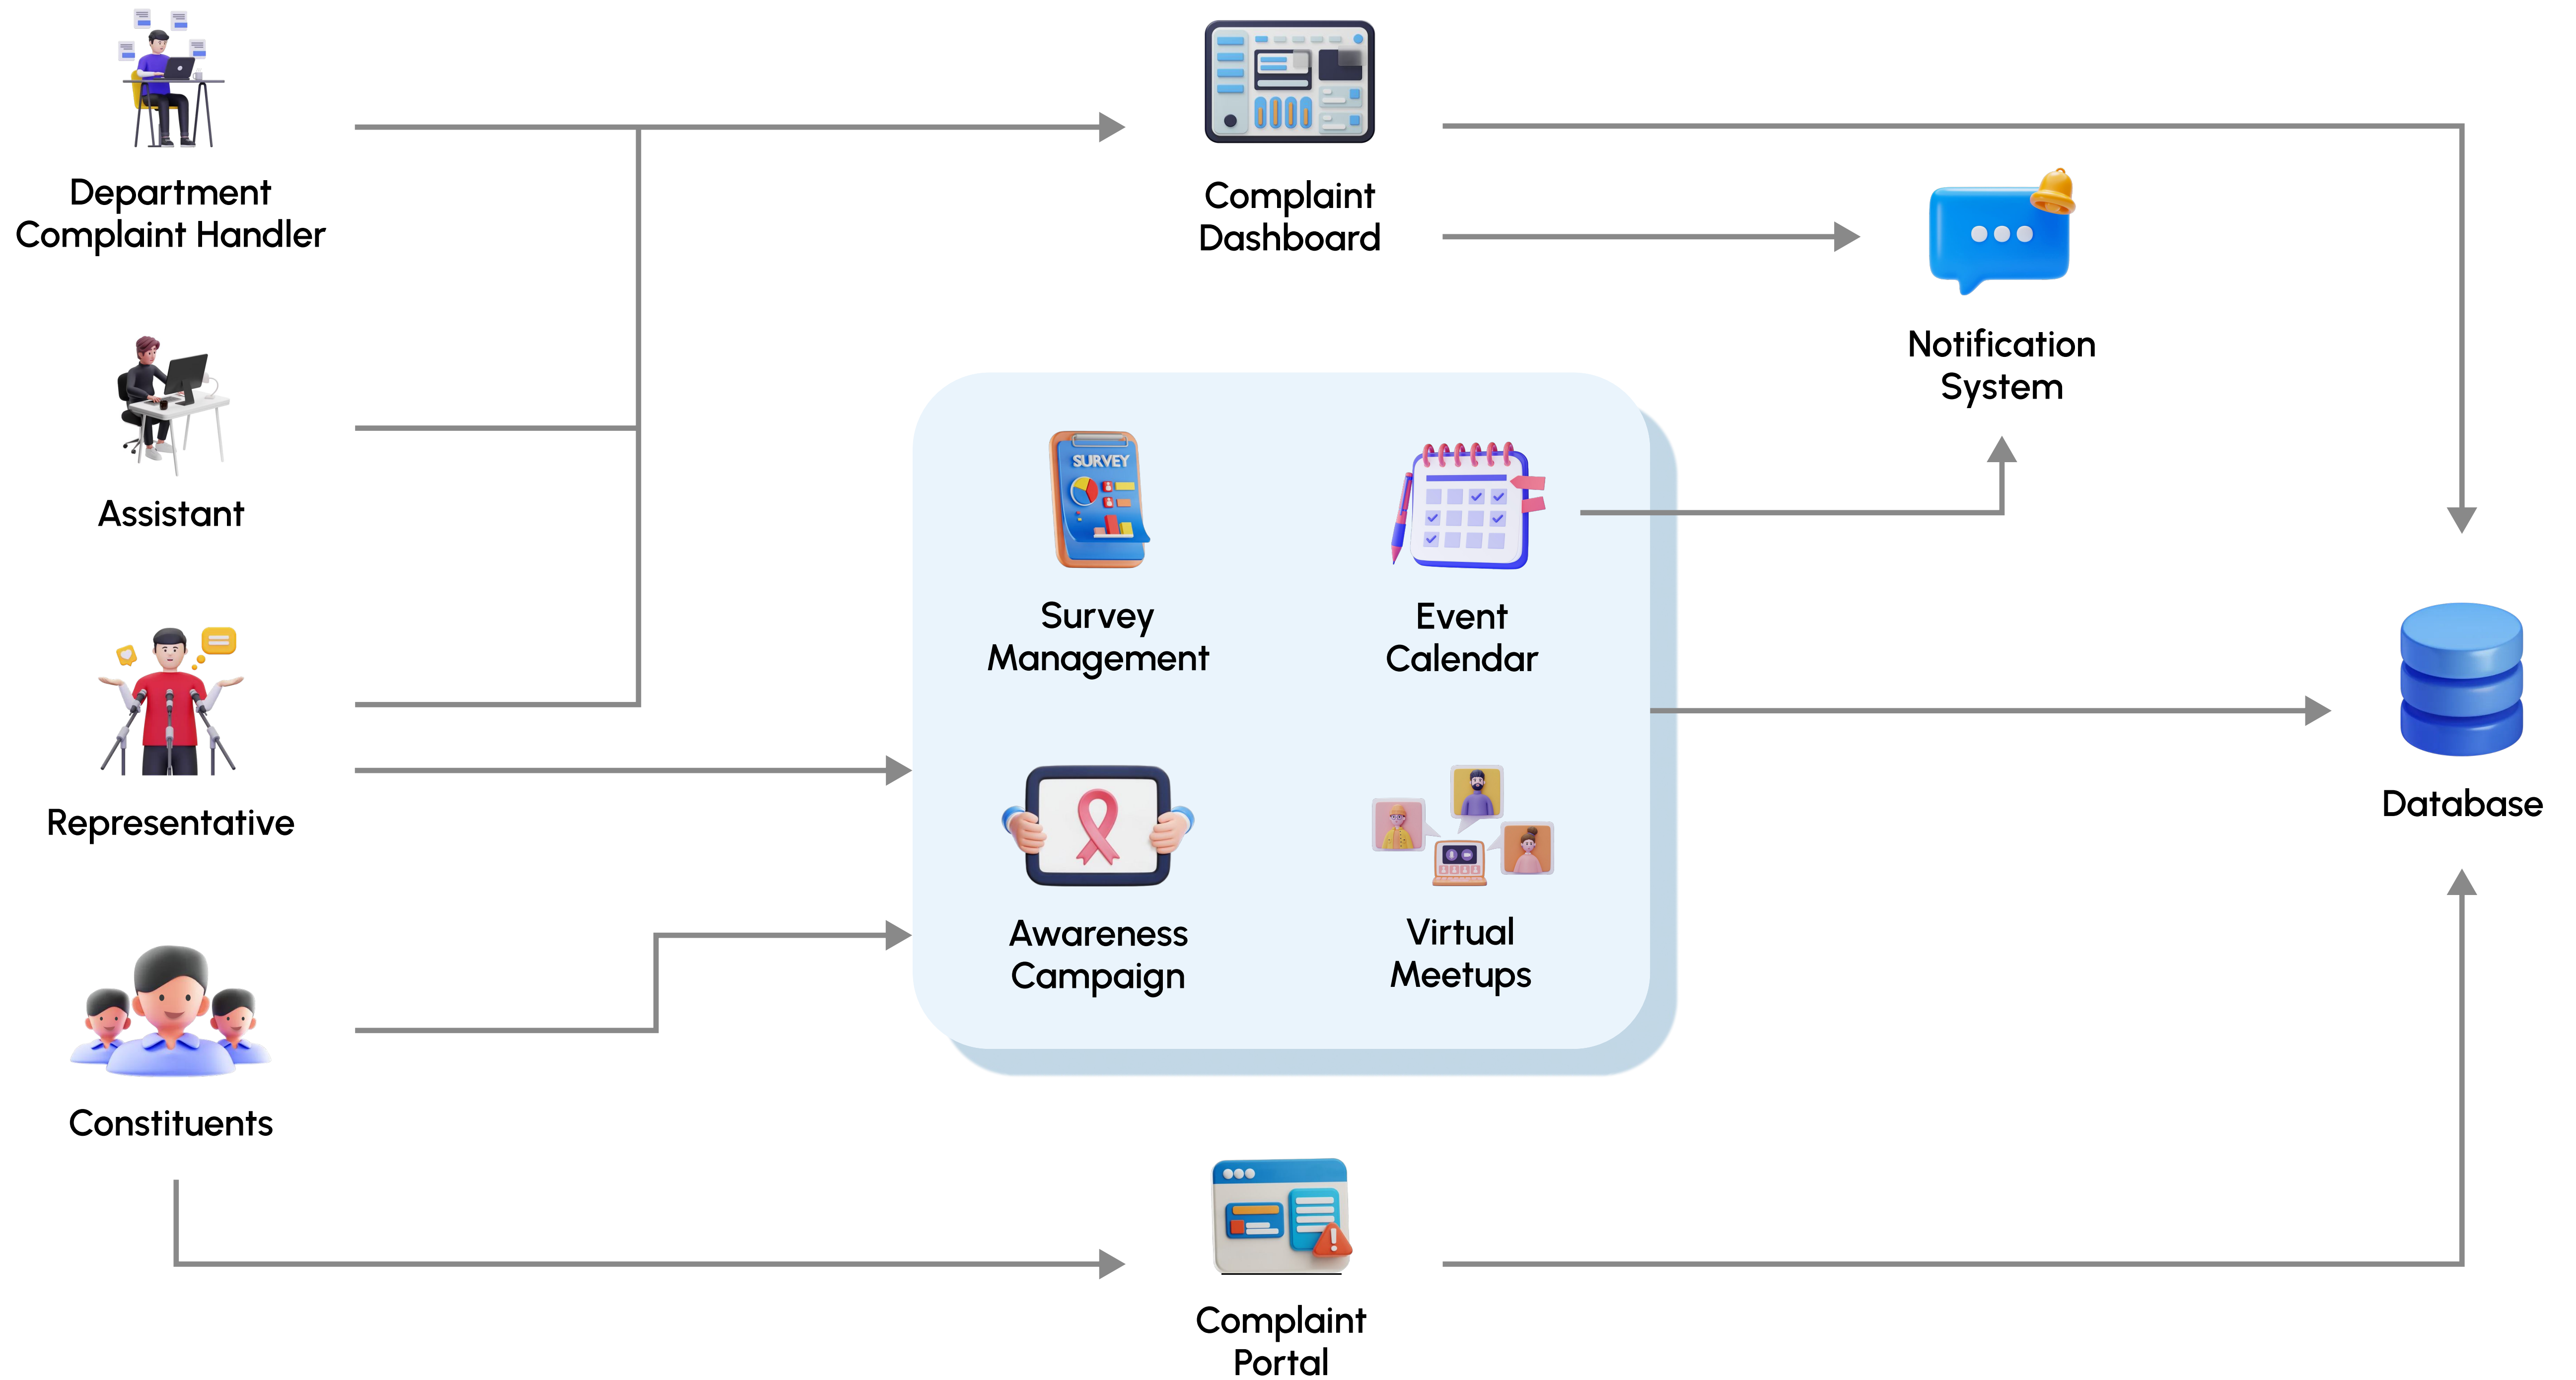 Department
Complaint Handler
Complaint
Dashboard
Notification
System
Assistant
SURVEY
Survey
Management
Event
Calendar
Representative
Database
Awareness
Campaign
Virtual
Meetups
Constituents
Complaint
Portal